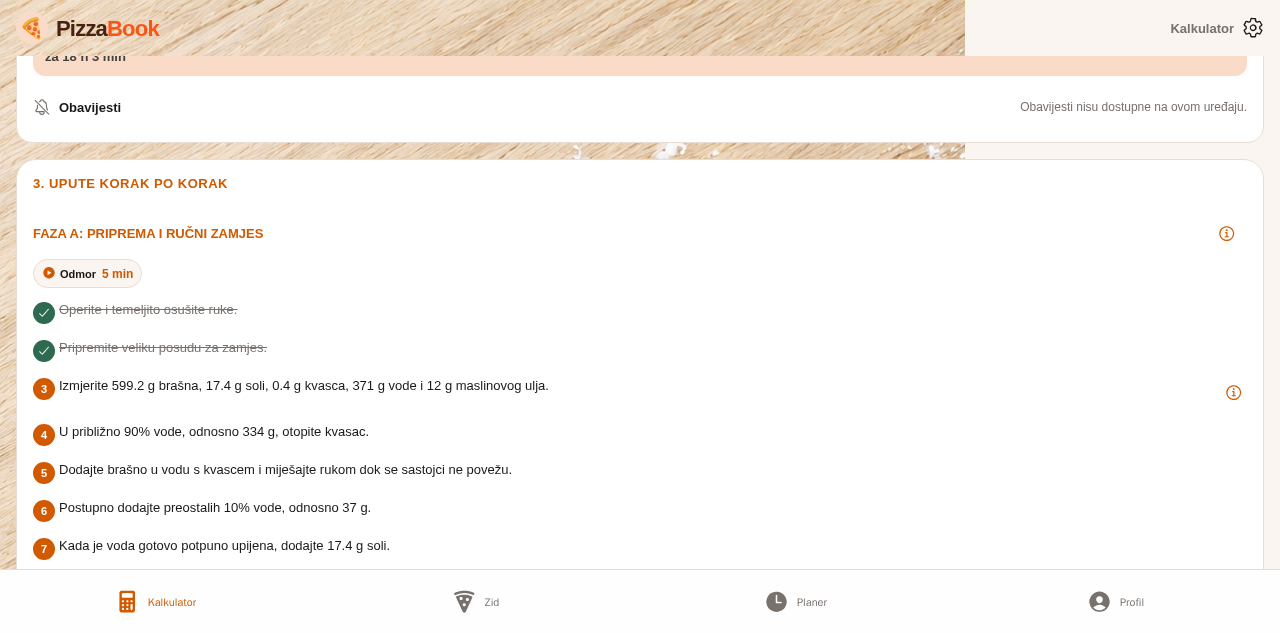 PizzaBook
Kalkulator
za 18 h 3 min
Obavijesti
Obavijesti nisu dostupne na ovom uređaju.
3. UPUTE KORAK PO KORAK
FAZA A: PRIPREMA I RUČNI ZAMJES
Odmor 5 min
Operite i temeljito osušite ruke.
Pripremite veliku posudu za zamjes.
3 Izmjerite 599.2 g brašna, 17.4 g soli, 0.4 g kvasca, 371 g vode i 12 g maslinovog ulja.
4 U približno 90% vode, odnosno 334 g, otopite kvasac.
5 Dodajte brašno u vodu s kvascem i miješajte rukom dok se sastojci ne povežu.
6 Postupno dodajte preostalih 10% vode, odnosno 37 g.
7 Kada je voda gotovo potpuno upijena, dodajte 17.4 g soli.
Kalkulator
Zid
Planer
Profil